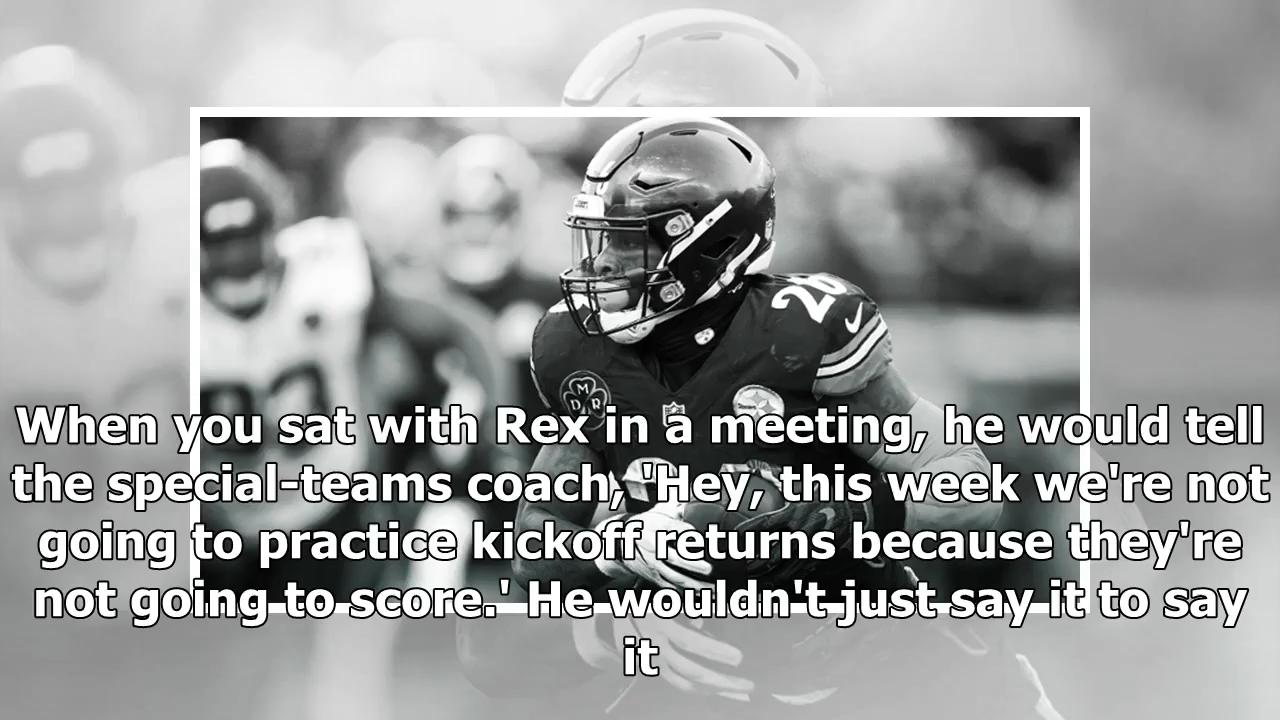 26
M
D R
Steelers
When you sat with Rex in a meeting, he would tell
the special-teams coach, 'Hey, this week we're not
going to practice kickoff returns because they're
not going to score.' He wouldn't just say it to say
it